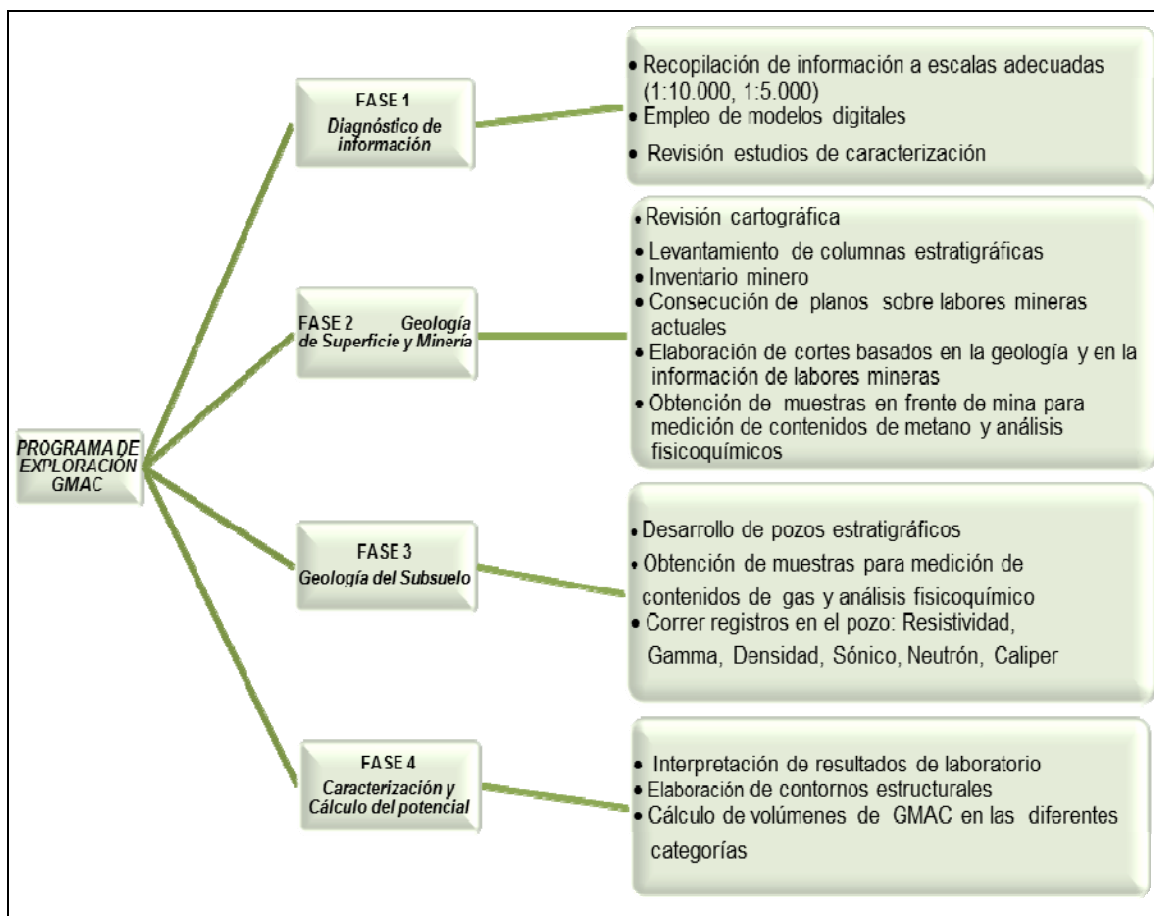 PROGRAMA DE
EXPLORACIÓN
GMAC
FASE 1
Diagnóstico de
información
• Recopilación de información a escalas adecuadas
(1:10.000, 1:5.000)
• Empleo de modelos digitales
• Revisión estudios de caracterización
FASE 2 Geología
de Superficie y Minería
• Revisión cartográfica
• Levantamiento de columnas estratigráficas
• Inventario minero
• Consecución de planos sobre labores mineras
actuales
• Elaboración de cortes basados en la geología y en la
información de labores mineras
• Obtención de muestras en frente de mina para
medición de contenidos de metano y análisis
fisicoquímicos
FASE 3
Geología del Subsuelo
• Desarrollo de pozos estratigráficos
• Obtención de muestras para medición de
contenidos de gas y análisis fisicoquímico
• Correr registros en el pozo: Resistividad,
Gamma, Densidad, Sónico, Neutrón, Caliper
FASE 4
Caracterización y
Cálculo del potencial
• Interpretación de resultados de laboratorio
• Elaboración de contornos estructurales
• Cálculo de volúmenes de GMAC en las diferentes
categorías